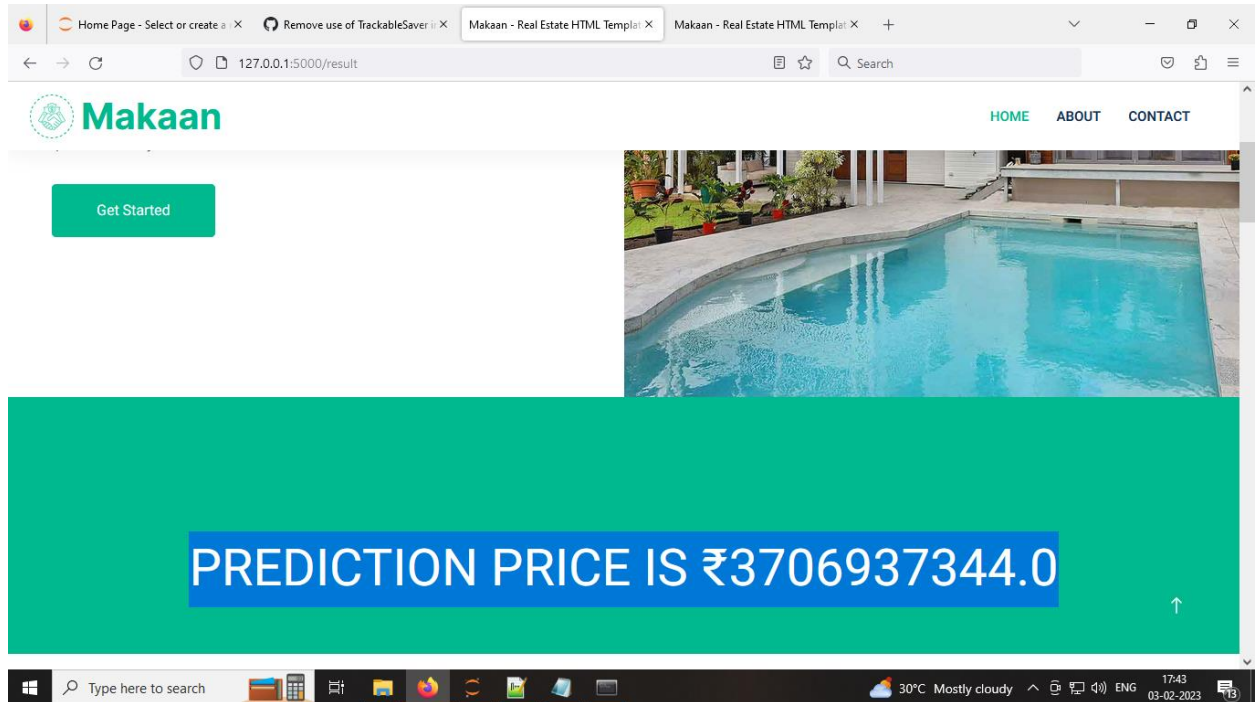 Home Page - Select or create a
Remove use of TrackableSaver i
Makaan - Real Estate HTML Templat
Makaan - Real Estate HTML Templat
127.0.0.1:5000/result
Search
Makaan
HOME ABOUT CONTACT
Get Started
PREDICTION PRICE IS ₹3706937344.0
Type here to search
30°C Mostly cloudy
ENG
17:43
03-02-2023
13